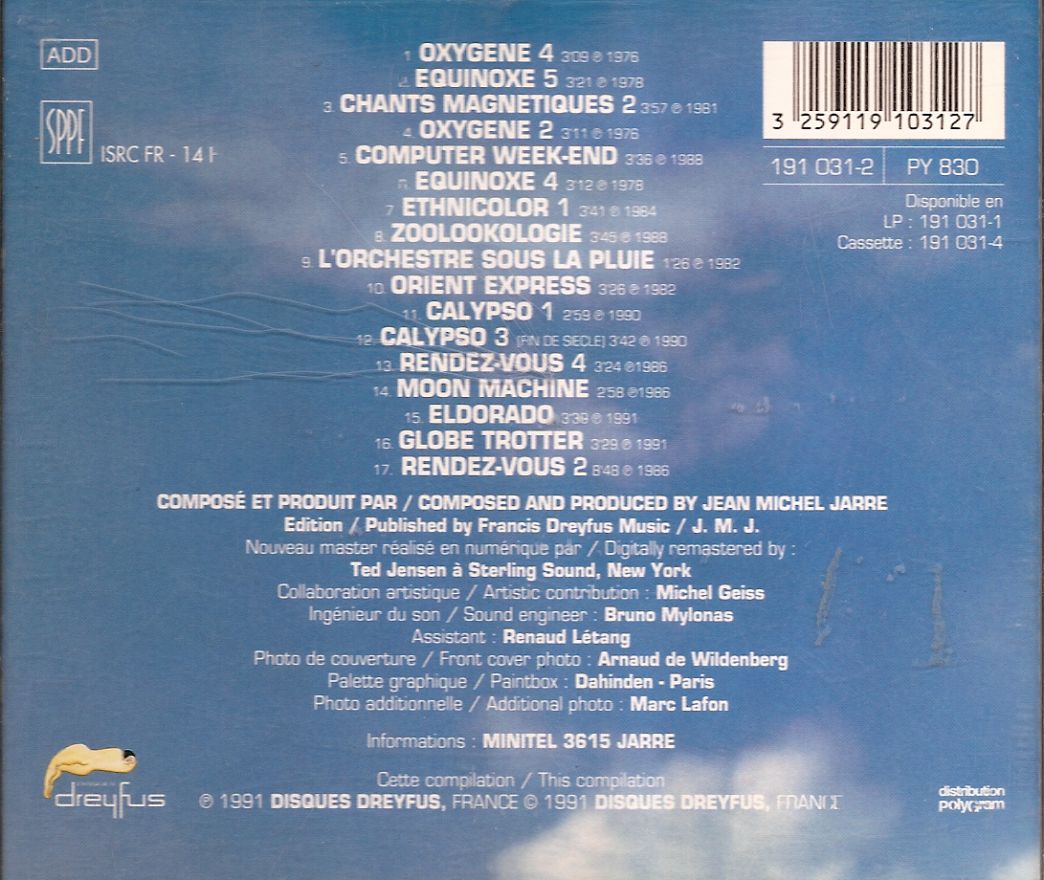 ADD
SPPF
ISRC FR - 14
1. OXYGENE 4 3'09 ℗ 1976
2. EQUINOXE 5 3'21 ℗ 1978
3. CHANTS MAGNETIQUES 2 3'57 ℗ 1981
4. OXYGENE 2 3'11 ℗ 1976
5. COMPUTER WEEK-END 3'36 ℗ 1988
EQUINOXE 4 3'12 ℗ 1978
7. ETHNICOLOR 1 3'41 ℗ 1984
8. ZOOLOOKOLOGIE 3'45 ℗ 1988
9. L'ORCHESTRE SOUS LA PLUIE 1'26 ℗ 1982
10. ORIENT EXPRESS 3'26 ℗ 1982
11. CALYPSO 1 2'59 ℗ 1990
12. CALYPSO 3 (FIN DE SIECLE) 3'42 ℗ 1990
13. RENDEZ-VOUS 4 3'24 ℗1986
14. MOON MACHINE 2'58 ℗1986
15. ELDORADO 3'39 ℗ 1991
16. GLOBE TROTTER 3'29 ℗ 1991
17. RENDEZ-VOUS 2 8'48 ℗ 1986
3 259119 103127
191 031-2 PY 830
Disponible en
LP : 191 031-1
Cassette : 191 031-4
COMPOSÉ ET PRODUIT PAR / COMPOSED AND PRODUCED BY JEAN MICHEL JARRE
Edition / Published by Francis Dreyfus Music / J. M. J.
Nouveau master réalisé en numérique par / Digitally remastered by :
Ted Jensen à Sterling Sound, New York
Collaboration artistique / Artistic contribution : Michel Geiss
Ingénieur du son / Sound engineer : Bruno Mylonas
Assistant : Renaud Létang
Photo de couverture / Front cover photo : Arnaud de Wildenberg
Palette graphique / Paintbox : Dahinden - Paris
Photo additionnelle / Additional photo : Marc Lafon
Informations : MINITEL 3615 JARRE
Cette compilation / This compilation
℗ 1991 DISQUES DREYFUS, FRANCE © 1991 DISQUES DREYFUS,
dreyfus
distribution
polygram